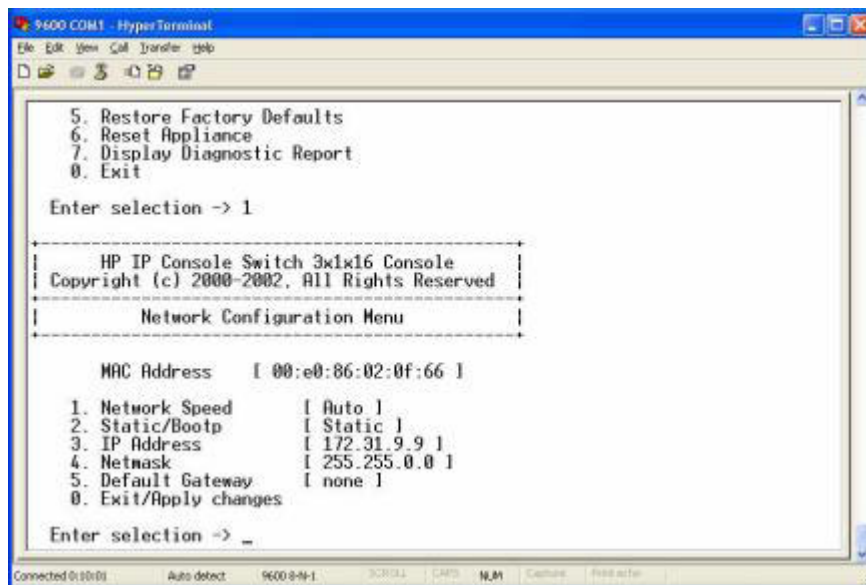 9600 COM1 - HyperTerminal
File Edit View Call Transfer Help
5. Restore Factory Defaults
6. Reset Appliance
7. Display Diagnostic Report
0. Exit
Enter selection -> 1
HP IP Console Switch 3x1x16 Console
Copyright (c) 2000-2002, All Rights Reserved
Network Configuration Menu
MAC Address [ 00:e0:86:02:0f:66 ]
1. Network Speed [ Auto ]
2. Static/Bootp [ Static ]
3. IP Address [ 172.31.9.9 ]
4. Netmask [ 255.255.0.0 ]
5. Default Gateway [ none ]
0. Exit/Apply changes
Enter selection -> _
Connected 0:10:01 Auto detect 9600 8-N-1 SCROLL CAPS NUM Capture Print echo